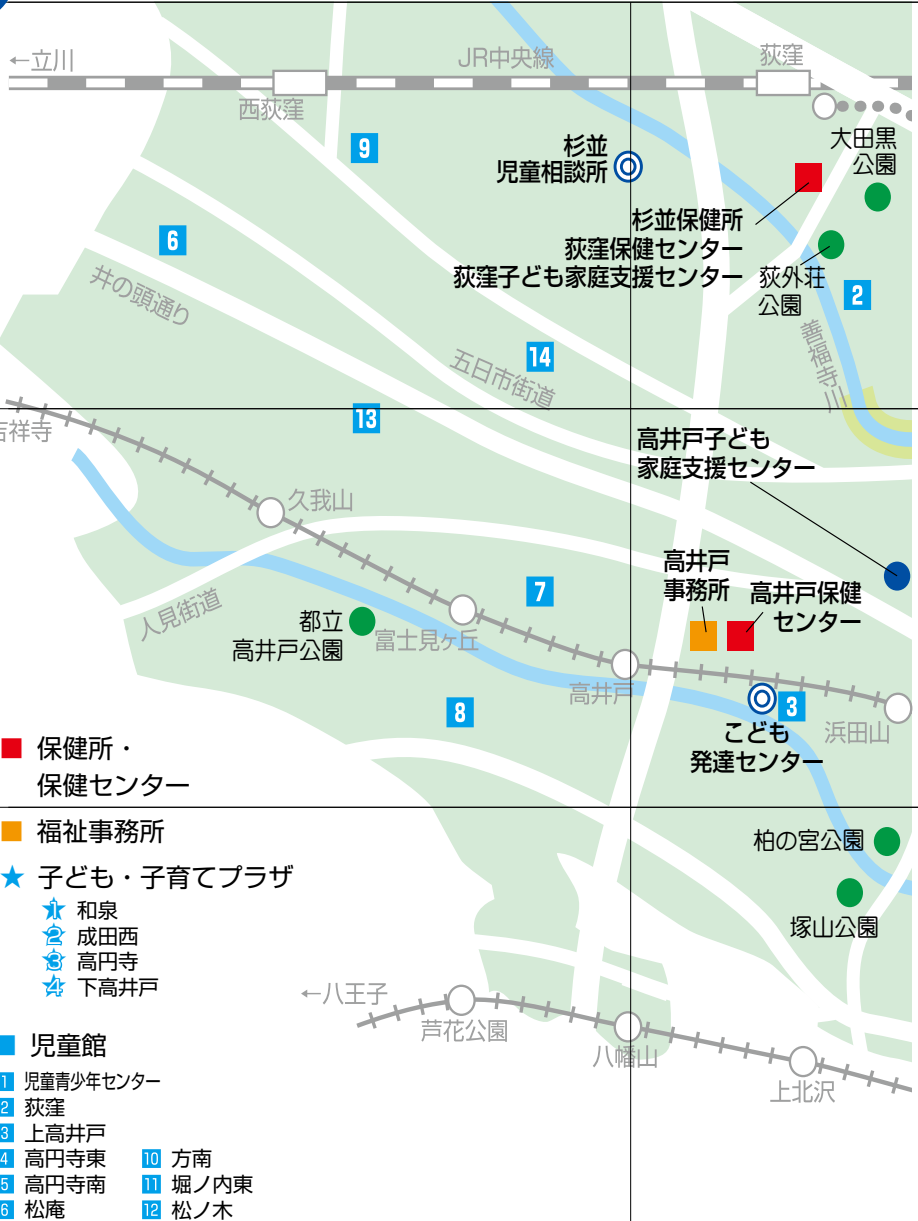 ←立川
JR中央線
荻窪
西荻窪
9
杉並
児童相談所
大田黒
公園
杉並保健所
荻窪保健センター
荻窪子ども家庭支援センター
6
井の頭通り
荻外荘
公園
2
14
五日市街道
善福寺川
13
吉祥寺
高井戸子ども
家庭支援センター
久我山
高井戸
事務所
高井戸保健
センター
7
人見街道
都立
高井戸公園
富士見ヶ丘
高井戸
8
3
浜田山
こども
発達センター
保健所・
保健センター
福祉事務所
柏の宮公園
塚山公園
子ども・子育てプラザ
1 和泉
2 成田西
3 高円寺
4 下高井戸
←八王子
芦花公園
八幡山
上北沢
児童館
1 児童青少年センター
2 荻窪
3 上高井戸
4 高円寺東 10 方南
5 高円寺南 11 堀ノ内東
6 松庵 12 松ノ木